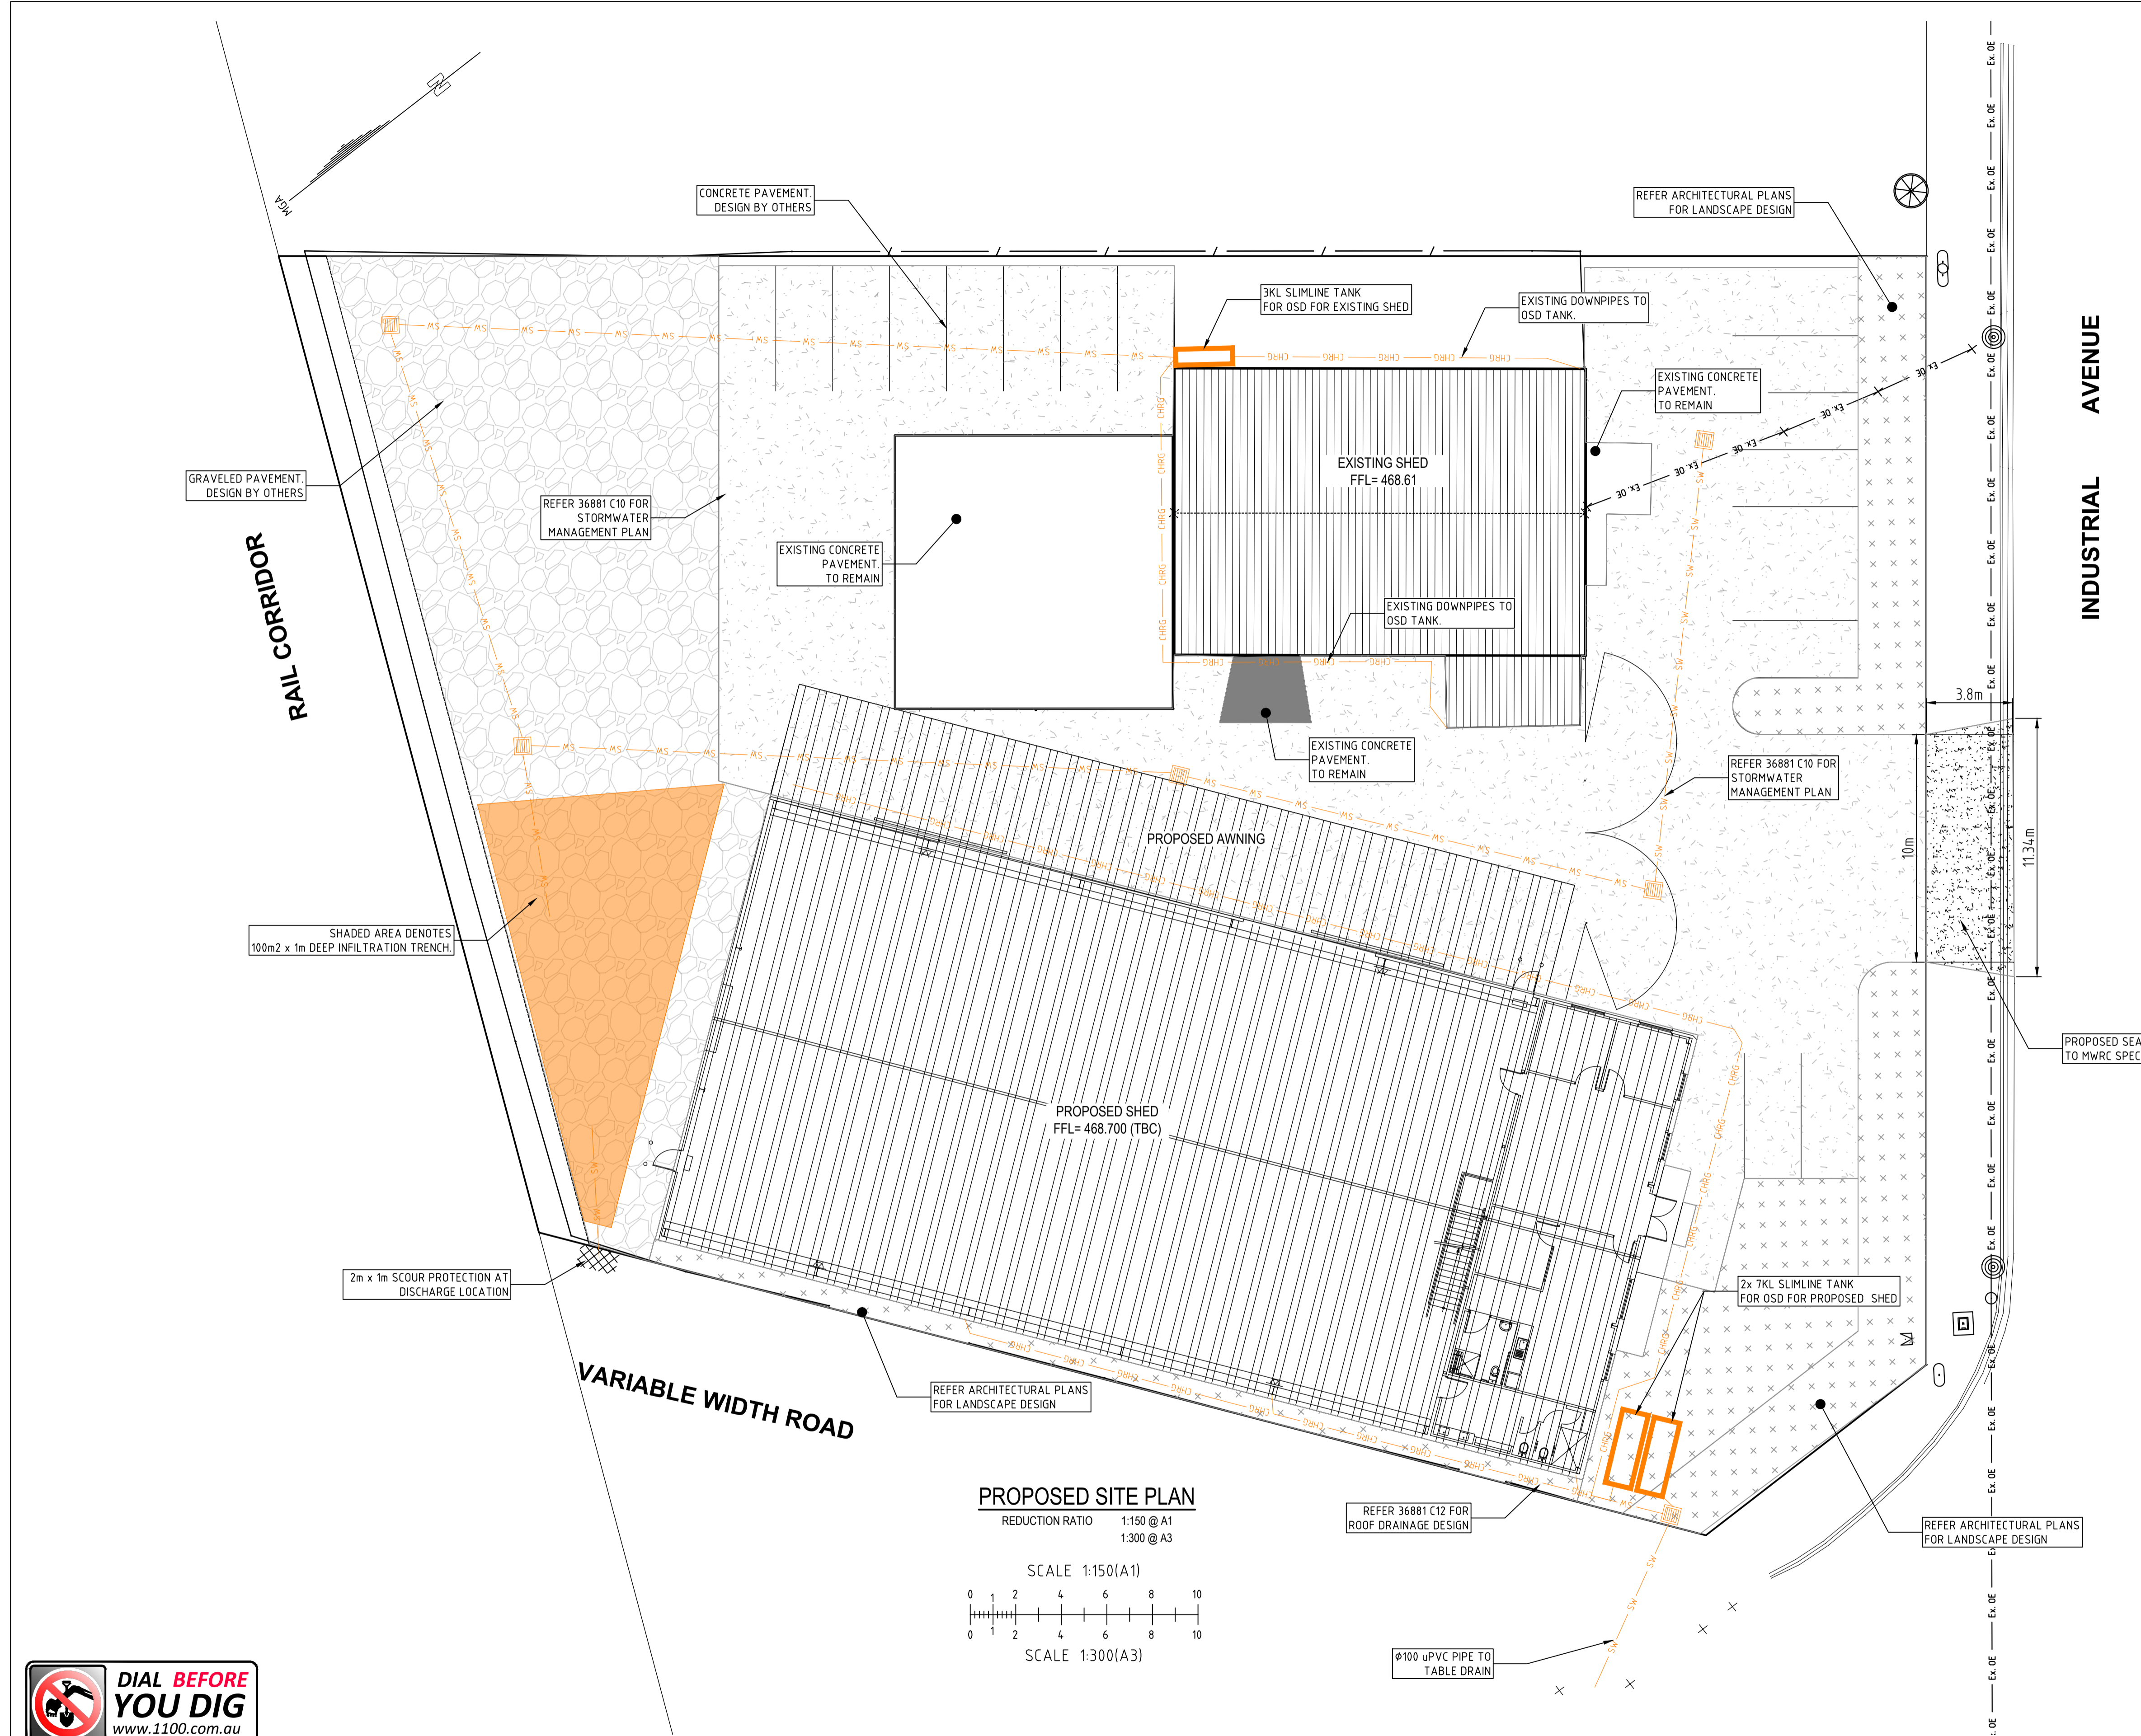 N
MGA
CONCRETE PAVEMENT.
DESIGN BY OTHERS
REFER ARCHITECTURAL PLANS
FOR LANDSCAPE DESIGN
3KL SLIMLINE TANK
FOR OSD FOR EXISTING SHED
EXISTING DOWNPIPES TO
OSD TANK.
EXISTING CONCRETE
PAVEMENT.
TO REMAIN
INDUSTRIAL AVENUE
GRAVELED PAVEMENT.
DESIGN BY OTHERS
REFER 36881 C10 FOR
STORMWATER
MANAGEMENT PLAN
EXISTING SHED
FFL= 468.61
EXISTING CONCRETE
PAVEMENT.
TO REMAIN
RAIL CORRIDOR
EXISTING DOWNPIPES TO
OSD TANK.
3.8m
EXISTING CONCRETE
PAVEMENT.
TO REMAIN
REFER 36881 C10 FOR
STORMWATER
MANAGEMENT PLAN
PROPOSED AWNING
10m
11.34m
SHADED AREA DENOTES
100m2 x 1m DEEP INFILTRATION TRENCH.
PROPOSED SEA
TO MWRC SPEC
PROPOSED SHED
FFL= 468.700 (TBC)
2m x 1m SCOUR PROTECTION AT
DISCHARGE LOCATION
2x 7KL SLIMLINE TANK
FOR OSD FOR PROPOSED SHED
VARIABLE WIDTH ROAD
REFER ARCHITECTURAL PLANS
FOR LANDSCAPE DESIGN
PROPOSED SITE PLAN
REDUCTION RATIO 1:150 @ A1
1:300 @ A3
REFER 36881 C12 FOR
ROOF DRAINAGE DESIGN
REFER ARCHITECTURAL PLANS
FOR LANDSCAPE DESIGN
SCALE 1:150(A1)
0 1 2 4 6 8 10
0 1 2 4 6 8 10
SCALE 1:300(A3)
Ø100 uPVC PIPE TO
TABLE DRAIN
DIAL BEFORE
YOU DIG
www.1100.com.au
SW
CHRG
Ex. OE